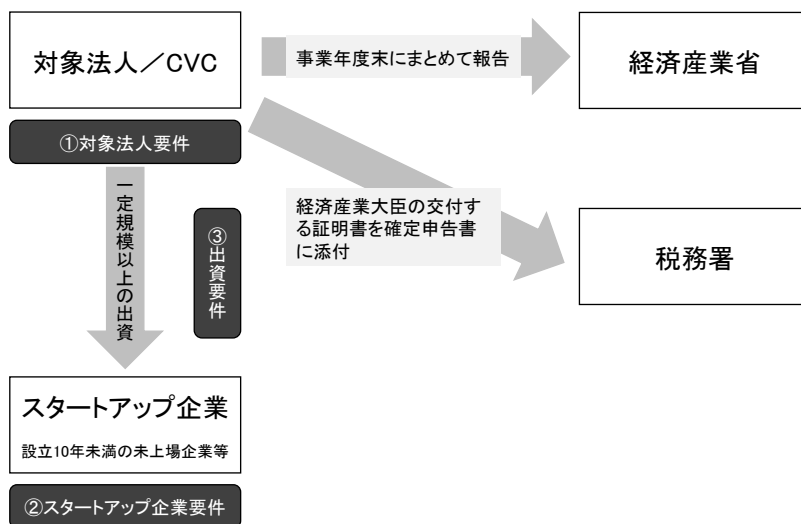 対象法人／CVC
事業年度末にまとめて報告
経済産業省
①対象法人要件
一定規模以上の出資
③出資要件
経済産業大臣の交付す
る証明書を確定申告書
に添付
税務署
スタートアップ企業
設立10年未満の未上場企業等
②スタートアップ企業要件